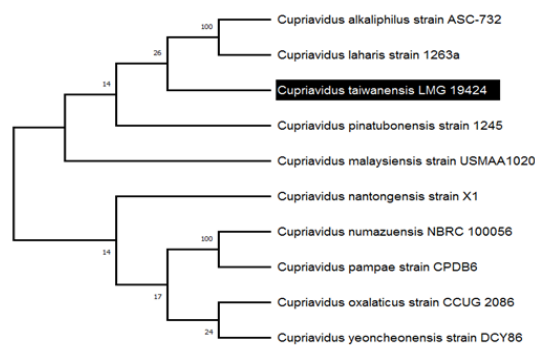 Cupriavidus alkaliphilus strain ASC-732
100
Cupriavidus laharis strain 1263a
26
Cupriavidus taiwanensis LMG 19424
14
Cupriavidus pinatubonensis strain 1245
Cupriavidus malaysiensis strain USMAA1020
Cupriavidus nantongensis strain X1
14
Cupriavidus numazuensis NBRC 100056
100
Cupriavidus pampae strain CPDB6
17
Cupriavidus oxalaticus strain CCUG 2086
24
Cupriavidus yeoncheonensis strain DCY86